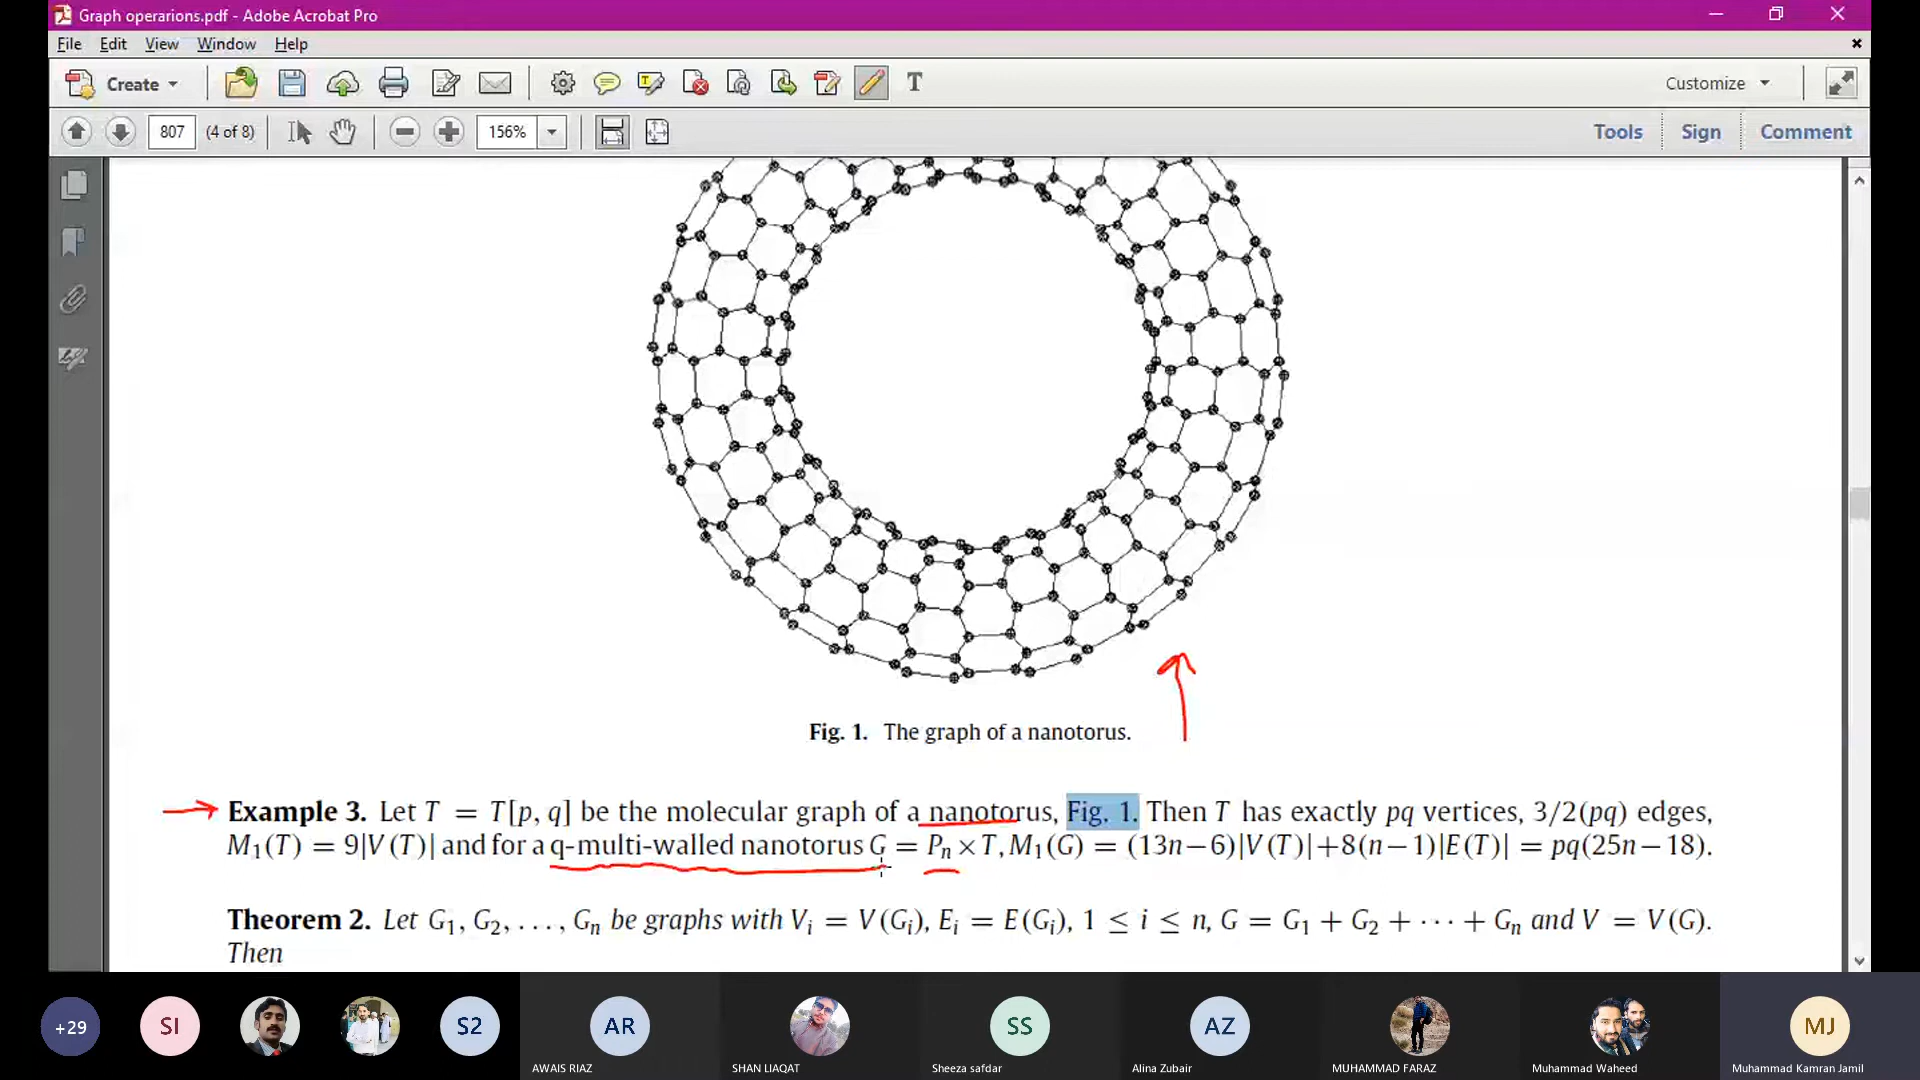 Graph operarions.pdf - Adobe Acrobat Pro
File Edit View Window Help
Create
Customize
T
807 (4 of 8) 156%
Tools Sign Comment
Fig. 1. The graph of a nanotorus.
Example 3. Let T = T[p, q] be the molecular graph of a nanotorus, Fig. 1. Then T has exactly pq vertices, 3/2(pq) edges,
M₁(T) = 9|V(T)| and for a q-multi-walled nanotorus G = Pₙ × T, M₁(G) = (13n−6)|V(T)|+8(n−1)|E(T)| = pq(25n−18).
Theorem 2. Let G₁, G₂, . . . , Gₙ be graphs with Vᵢ = V(Gᵢ), Eᵢ = E(Gᵢ), 1 ≤ i ≤ n, G = G₁ + G₂ + ⋯ + Gₙ and V = V(G).
Then
+29 SI S2 AR SS AZ MJ
AWAIS RIAZ SHAN LIAQAT Sheeza safdar Alina Zubair MUHAMMAD FARAZ Muhammad Waheed Muhammad Kamran Jamil